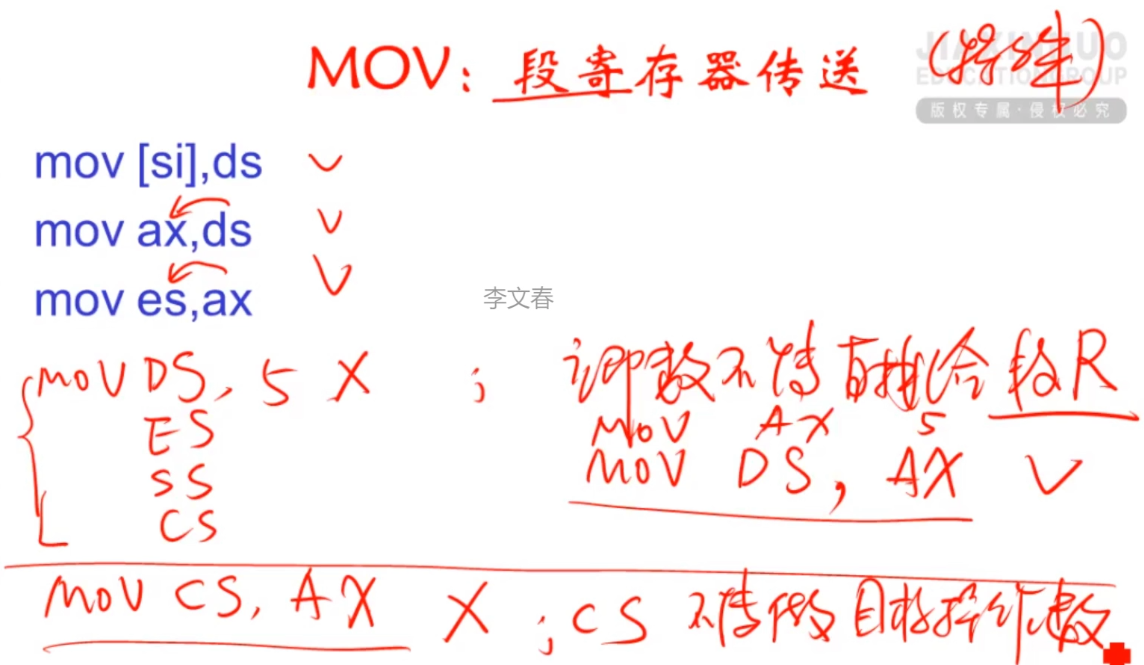 MOV：段寄存器传送 (特殊)
JIAXINHUO
EDUCATION GROUP
版权专属·侵权必究
mov [si],ds ✓
mov ax,ds ✓
mov es,ax ✓
李文春
MOV DS, 5 X ; 立即数不传直接给段R
ES MOV AX 5
SS MOV DS, AX ✓
CS
MOV CS, AX X ; CS 不做目标操作数